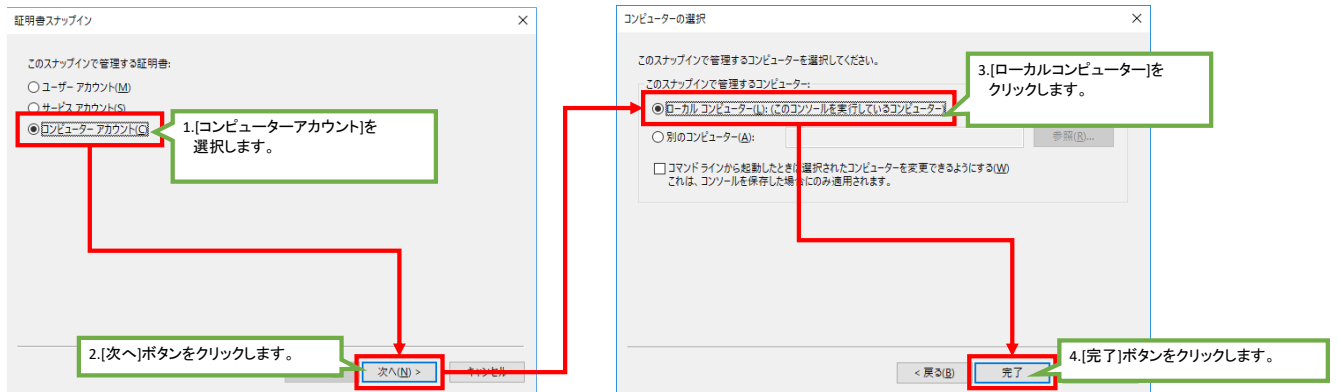 証明書スナップイン
このスナップインで管理する証明書:
ユーザー アカウント(M)
サービス アカウント(S)
コンピューター アカウント(C)
1.[コンピューターアカウント]を
選択します。
2.[次へ]ボタンをクリックします。
次へ(N) >
キャンセル
コンピューターの選択
このスナップインで管理するコンピューターを選択してください。
このスナップインで管理するコンピューター:
ローカル コンピューター(L): (このコンソールを実行しているコンピューター)
3.[ローカルコンピューター]を
クリックします。
別のコンピューター(A):
参照(R)...
コマンド ラインから起動したときに選択されたコンピューターを変更できるようにする(W)
これは、コンソールを保存した場合にのみ適用されます。
< 戻る(B)
完了
4.[完了]ボタンをクリックします。